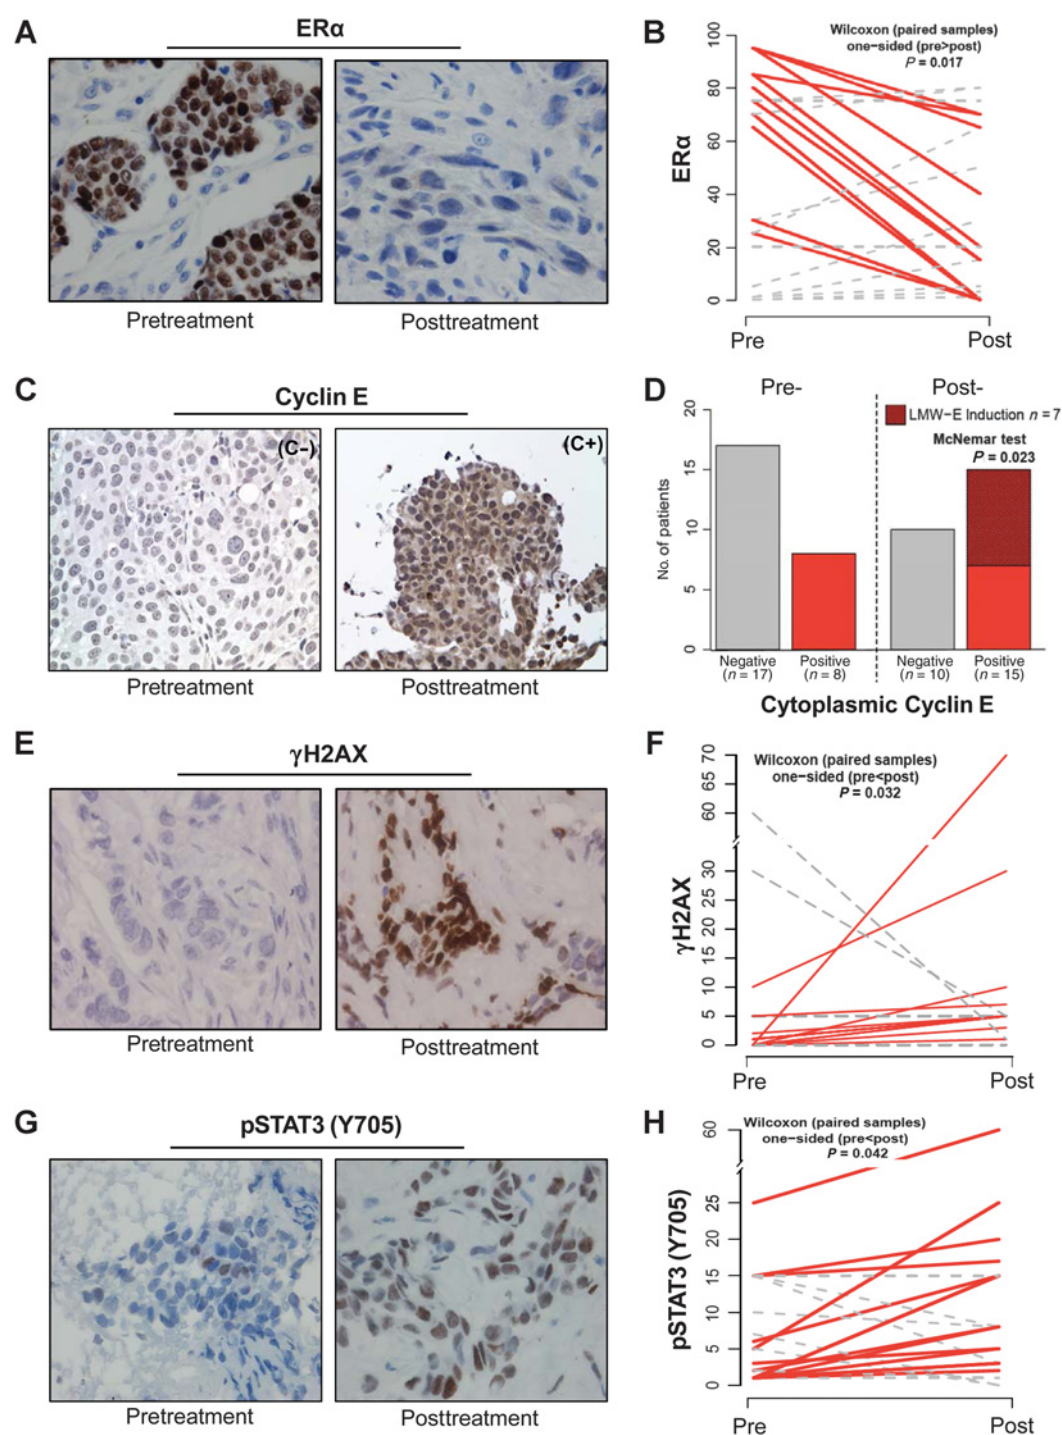 A
ERα
Pretreatment
Posttreatment
B
Wilcoxon (paired samples)
one−sided (pre>post)
P = 0.017
ERα
100
80
60
40
20
0
Pre
Post
C
Cyclin E
(C−)
(C+)
Pretreatment
Posttreatment
D
Pre-
Post-
LMW−E Induction n = 7
McNemar test
P = 0.023
No. of patients
20
15
10
5
0
Negative
(n = 17)
Positive
(n = 8)
Negative
(n = 10)
Positive
(n = 15)
Cytoplasmic Cyclin E
E
γH2AX
Pretreatment
Posttreatment
F
Wilcoxon (paired samples)
one−sided (pre<post)
P = 0.032
γH2AX
70
65
60
30
25
20
15
10
5
0
Pre
Post
G
pSTAT3 (Y705)
Pretreatment
Posttreatment
H
Wilcoxon (paired samples)
one−sided (pre<post)
P = 0.042
pSTAT3 (Y705)
60
25
20
15
10
5
0
Pre
Post